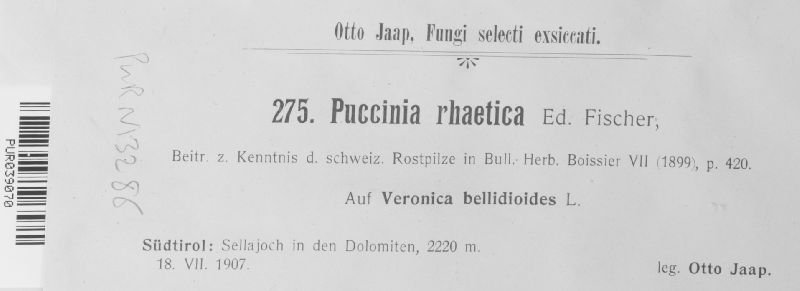 Otto Jaap, Fungi selecti exsiccati.
275. Puccinia rhaetica Ed. Fischer,
Beitr. z. Kenntnis d. schweiz. Rostpilze in Bull. Herb. Boissier VII (1899), p. 420.
Auf Veronica bellidioides L.
Südtirol: Sellajoch in den Dolomiten, 2220 m.
18. VII. 1907.
leg. Otto Jaap.
PUR N13286
PUR039070